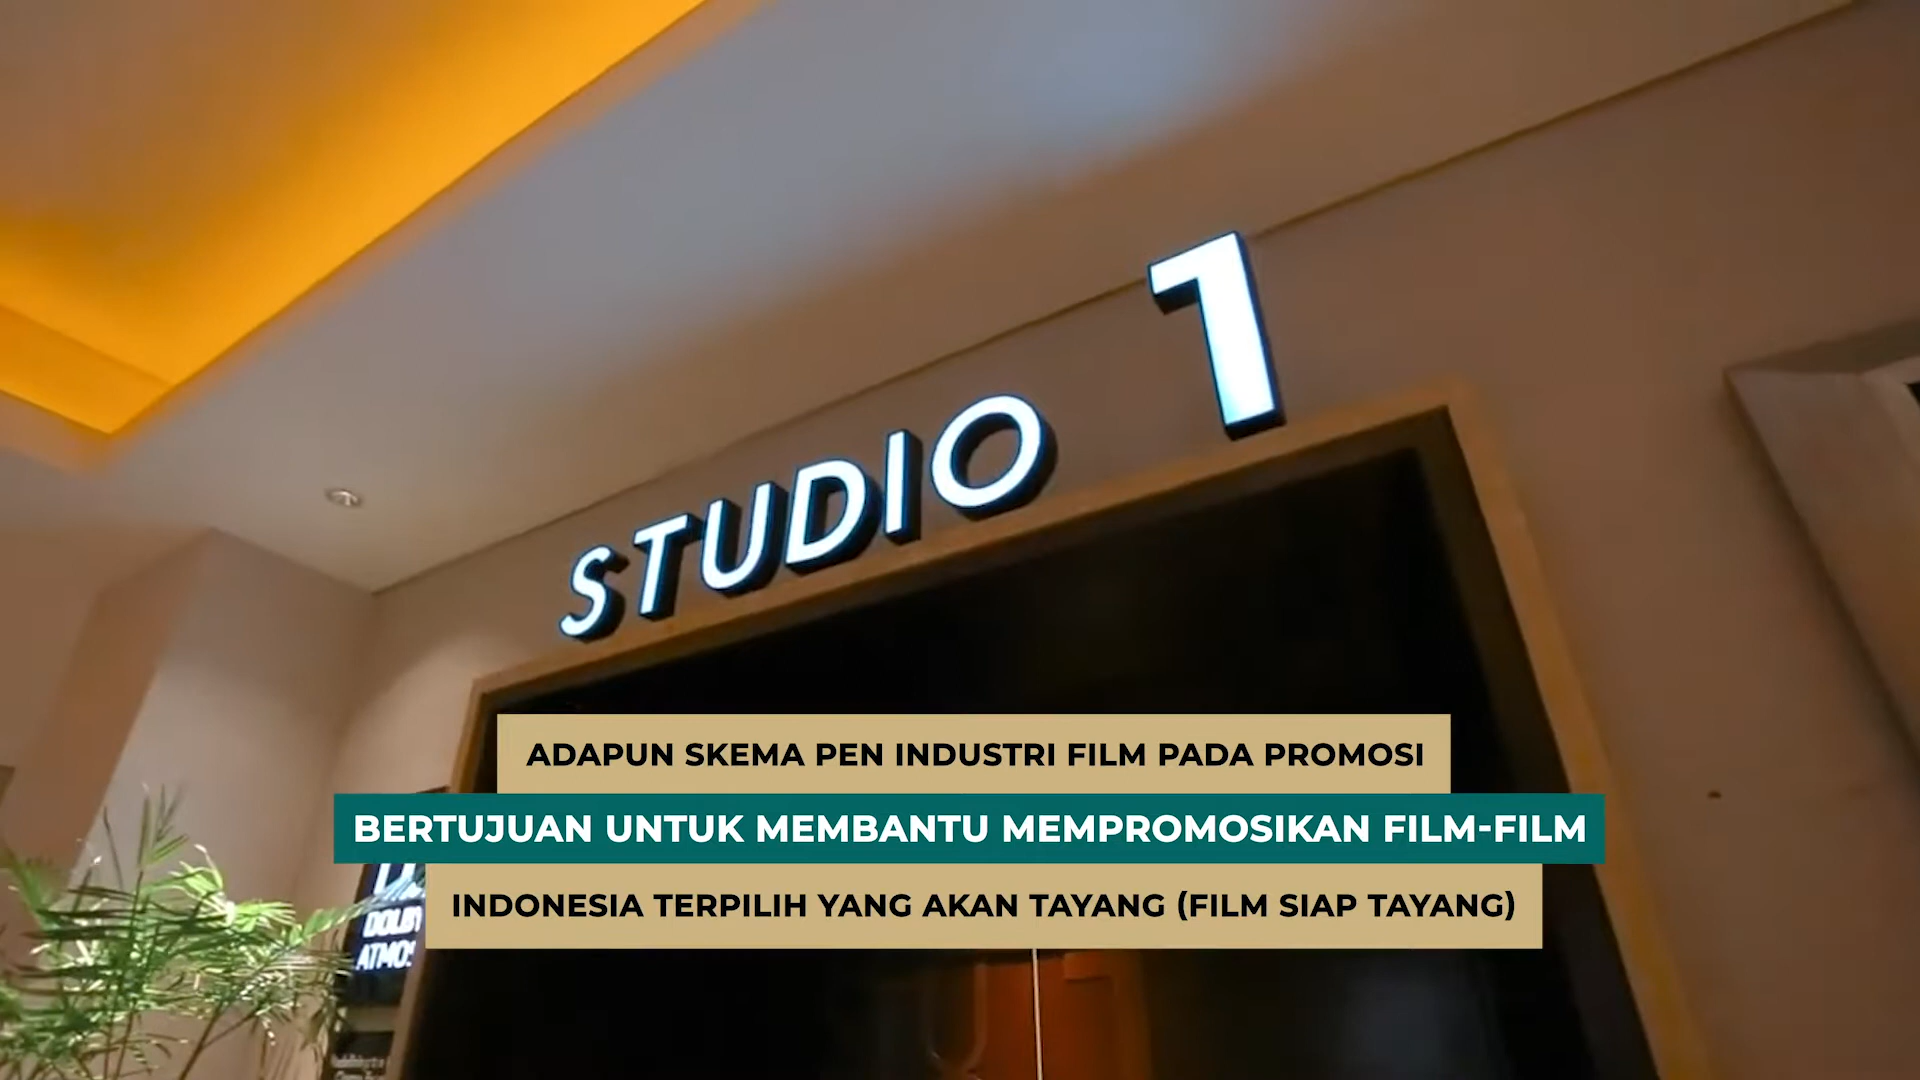 STUDIO 1
ADAPUN SKEMA PEN INDUSTRI FILM PADA PROMOSI
BERTUJUAN UNTUK MEMBANTU MEMPROMOSIKAN FILM-FILM
INDONESIA TERPILIH YANG AKAN TAYANG (FILM SIAP TAYANG)
DOLBY
ATMOS